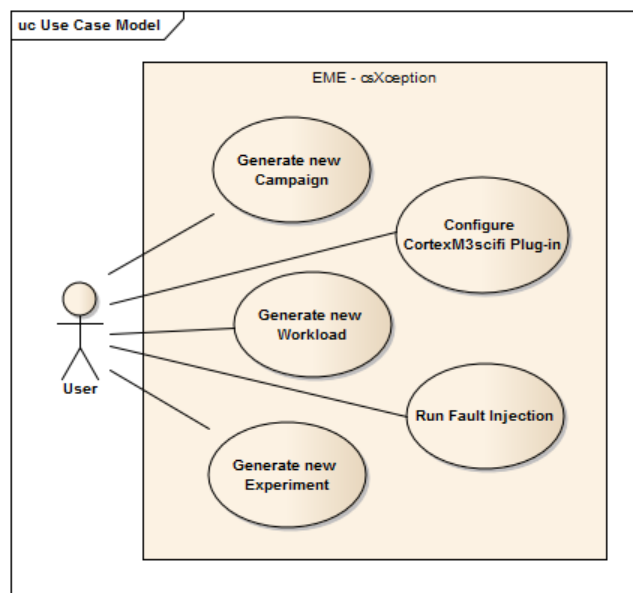 uc Use Case Model
EME - csXception
Generate new
Campaign
Configure
CortexM3scifi Plug-in
Generate new
Workload
User
Run Fault Injection
Generate new
Experiment